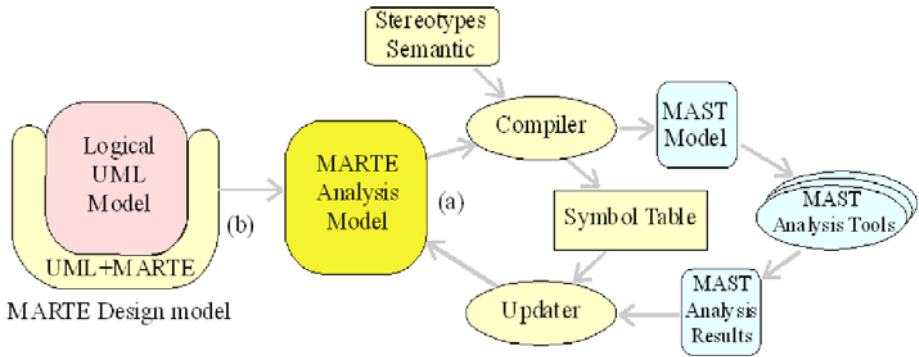 Stereotypes
Semantic
Compiler
MAST
Model
Logical
UML
Model
MARTE
Analysis
Model
(a)
(b)
Symbol Table
MAST
Analysis Tools
UML+MARTE
MARTE Design model
Updater
MAST
Analysis
Results